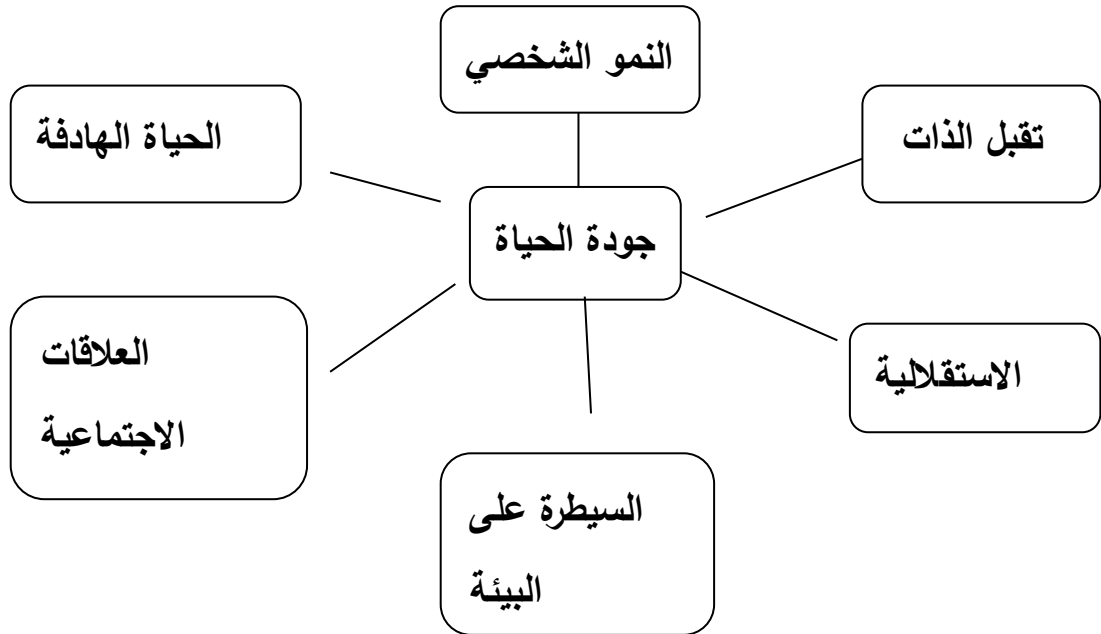 النمو الشخصي
تقبل الذات
الحياة الهادفة
جودة الحياة
الاستقلالية
العلاقات
الاجتماعية
السيطرة على
البيئة